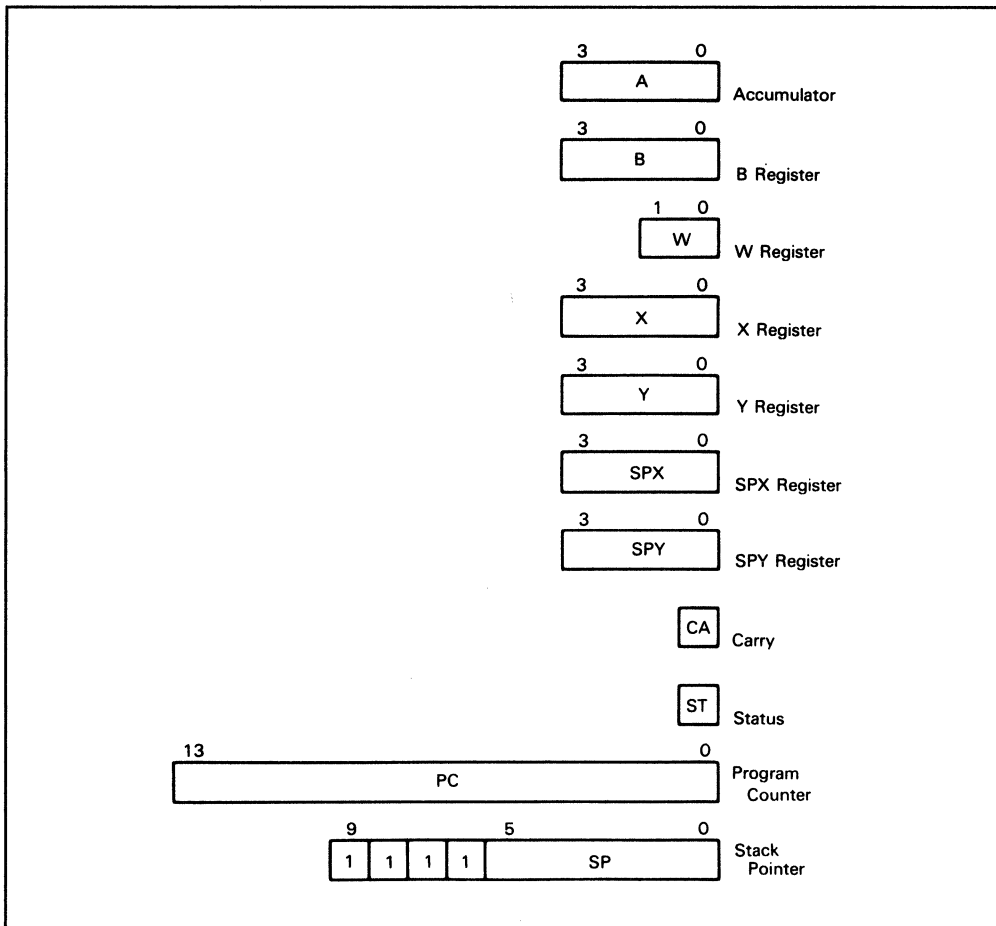 3 0
A
Accumulator
3 0
B
B Register
1 0
W
W Register
3 0
X
X Register
3 0
Y
Y Register
3 0
SPX
SPX Register
3 0
SPY
SPY Register
CA
Carry
ST
Status
13 0
PC
Program
Counter
9 5 0
1 1 1 1 SP
Stack
Pointer